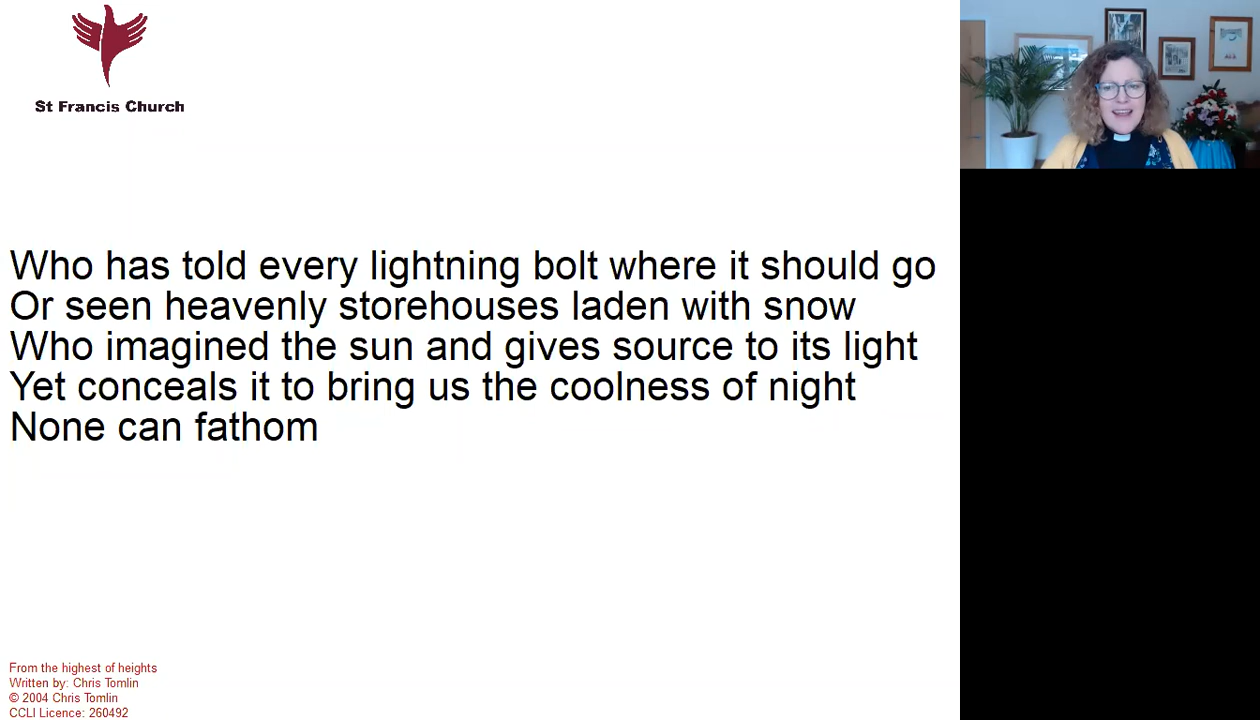 St Francis Church
Who has told every lightning bolt where it should go
Or seen heavenly storehouses laden with snow
Who imagined the sun and gives source to its light
Yet conceals it to bring us the coolness of night
None can fathom
From the highest of heights
Written by: Chris Tomlin
© 2004 Chris Tomlin
CCLI Licence: 260492